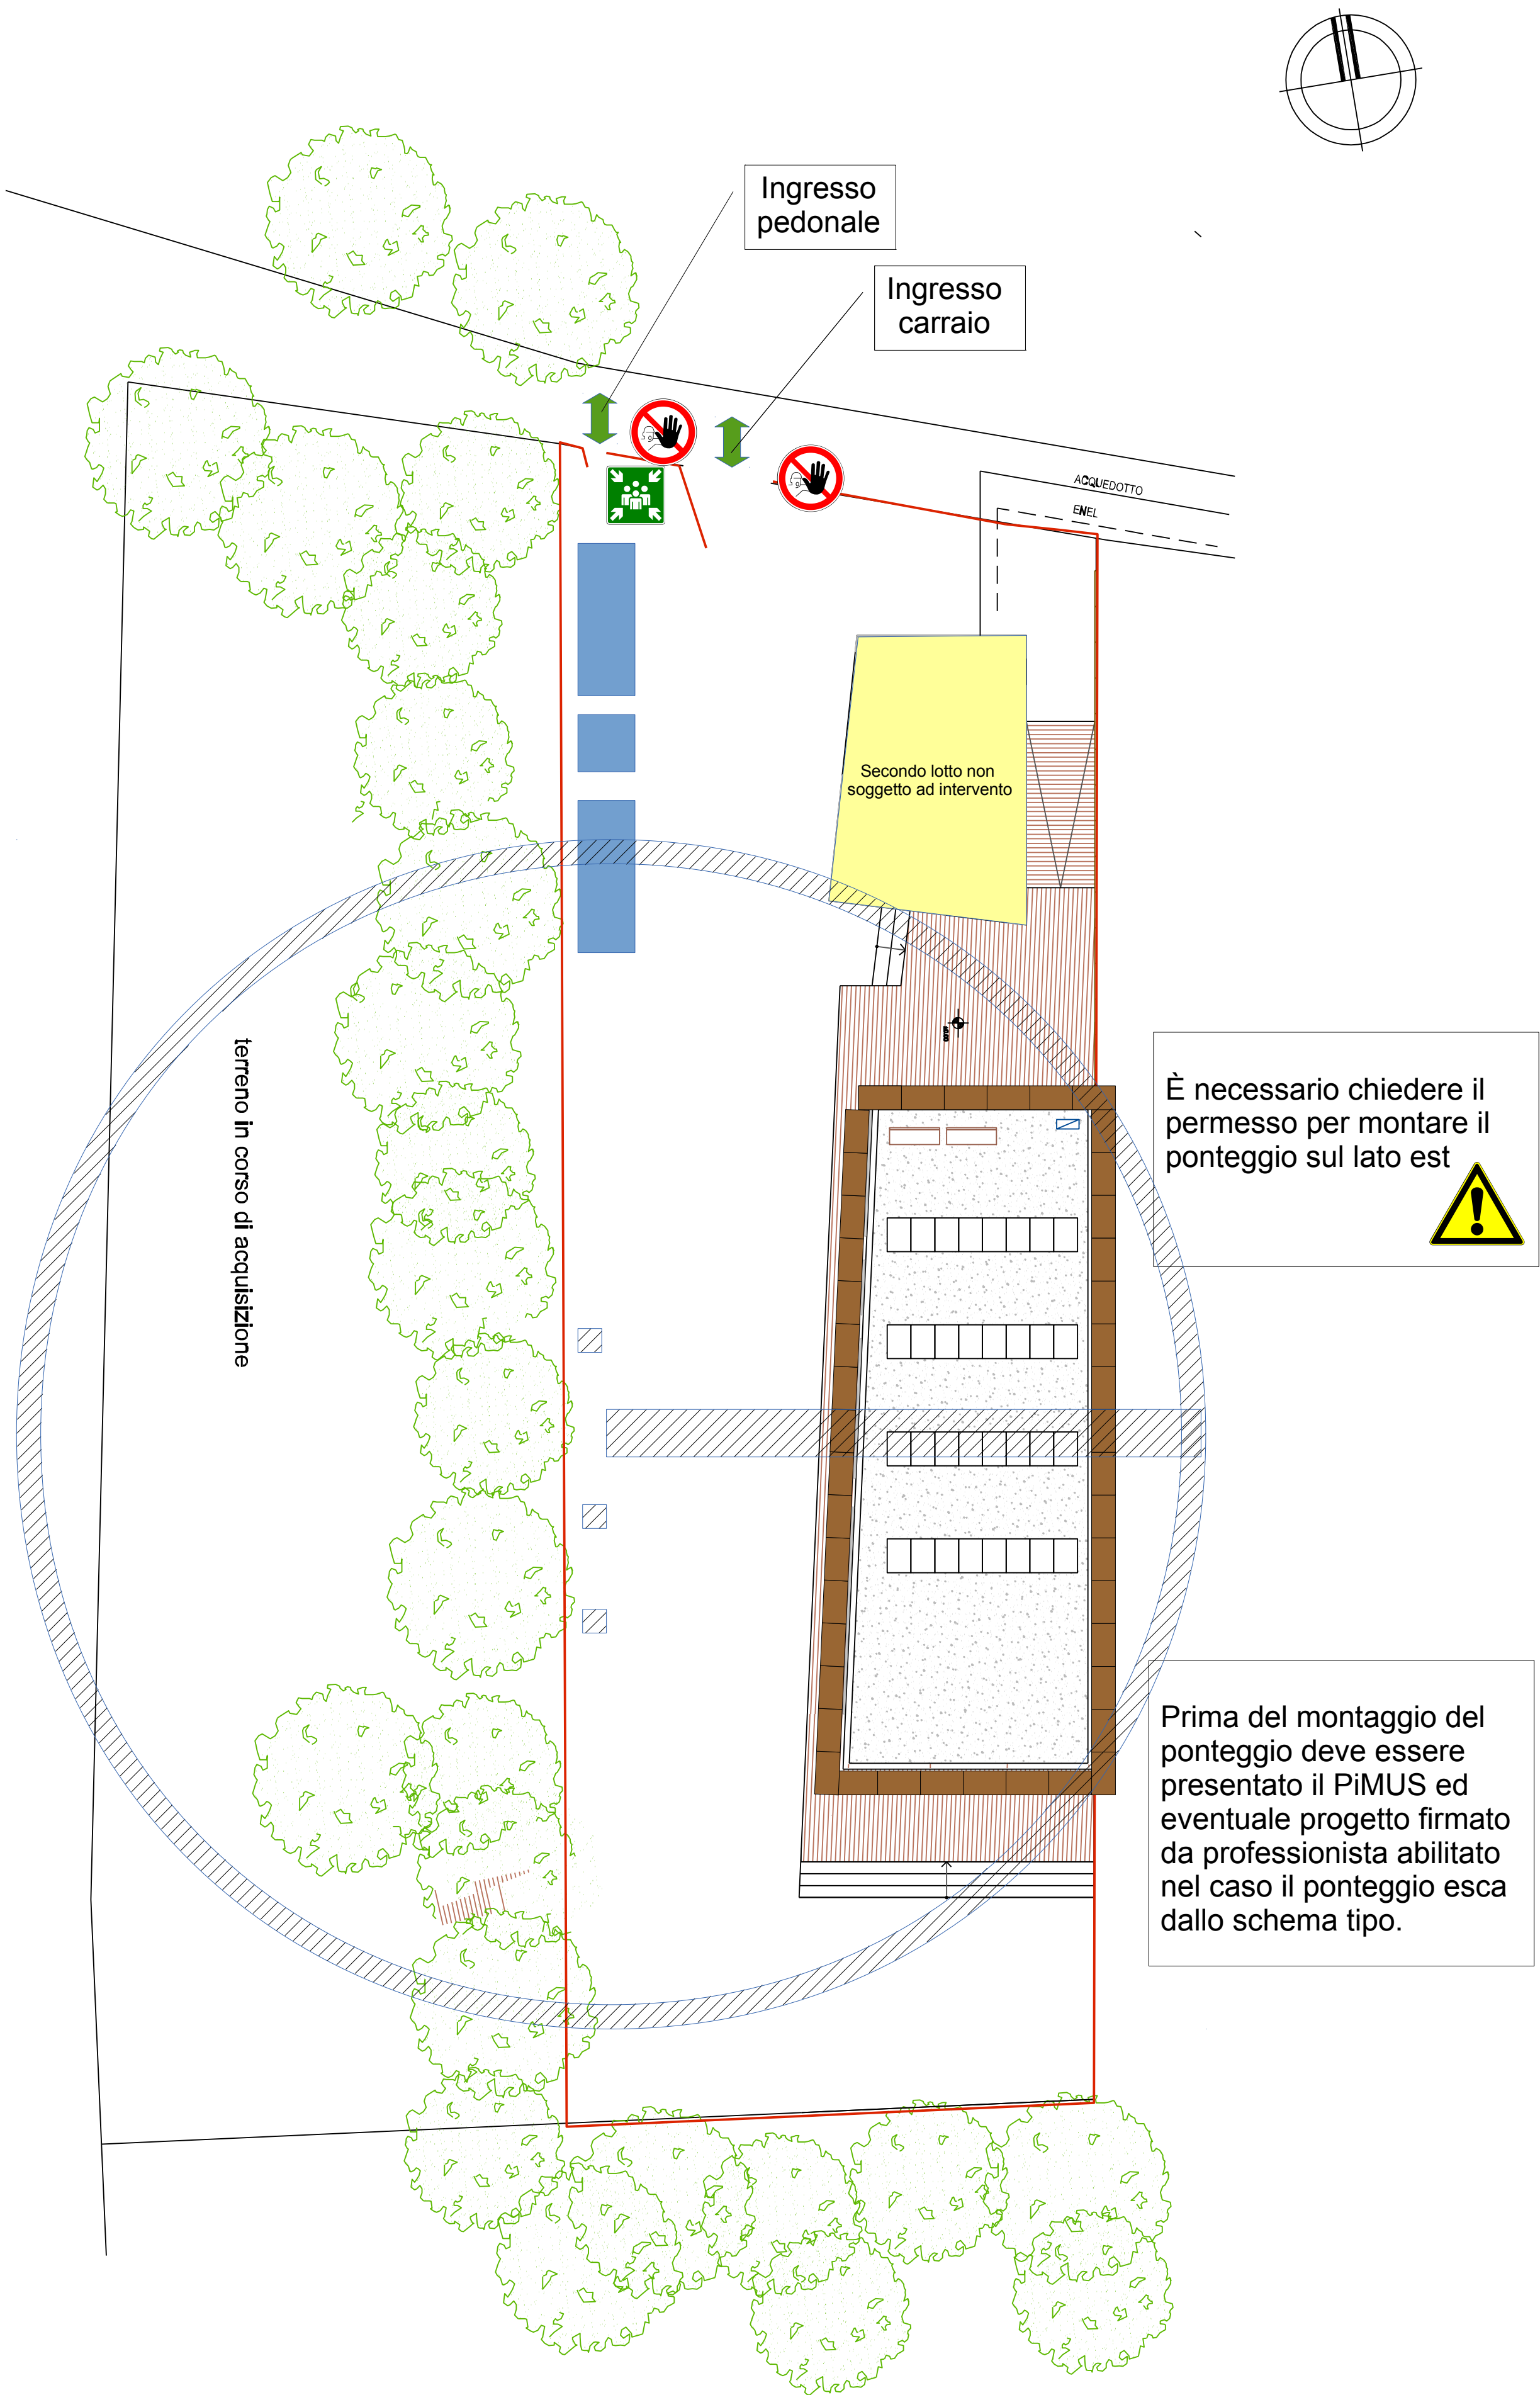 Ingresso
pedonale
Ingresso
carraio
ACQUEDOTTO
ENEL
Secondo lotto non
soggetto ad intervento
terreno in corso di acquisizione
È necessario chiedere il
permesso per montare il
ponteggio sul lato est
Prima del montaggio del
ponteggio deve essere
presentato il PiMUS ed
eventuale progetto firmato
da professionista abilitato
nel caso il ponteggio esca
dallo schema tipo.